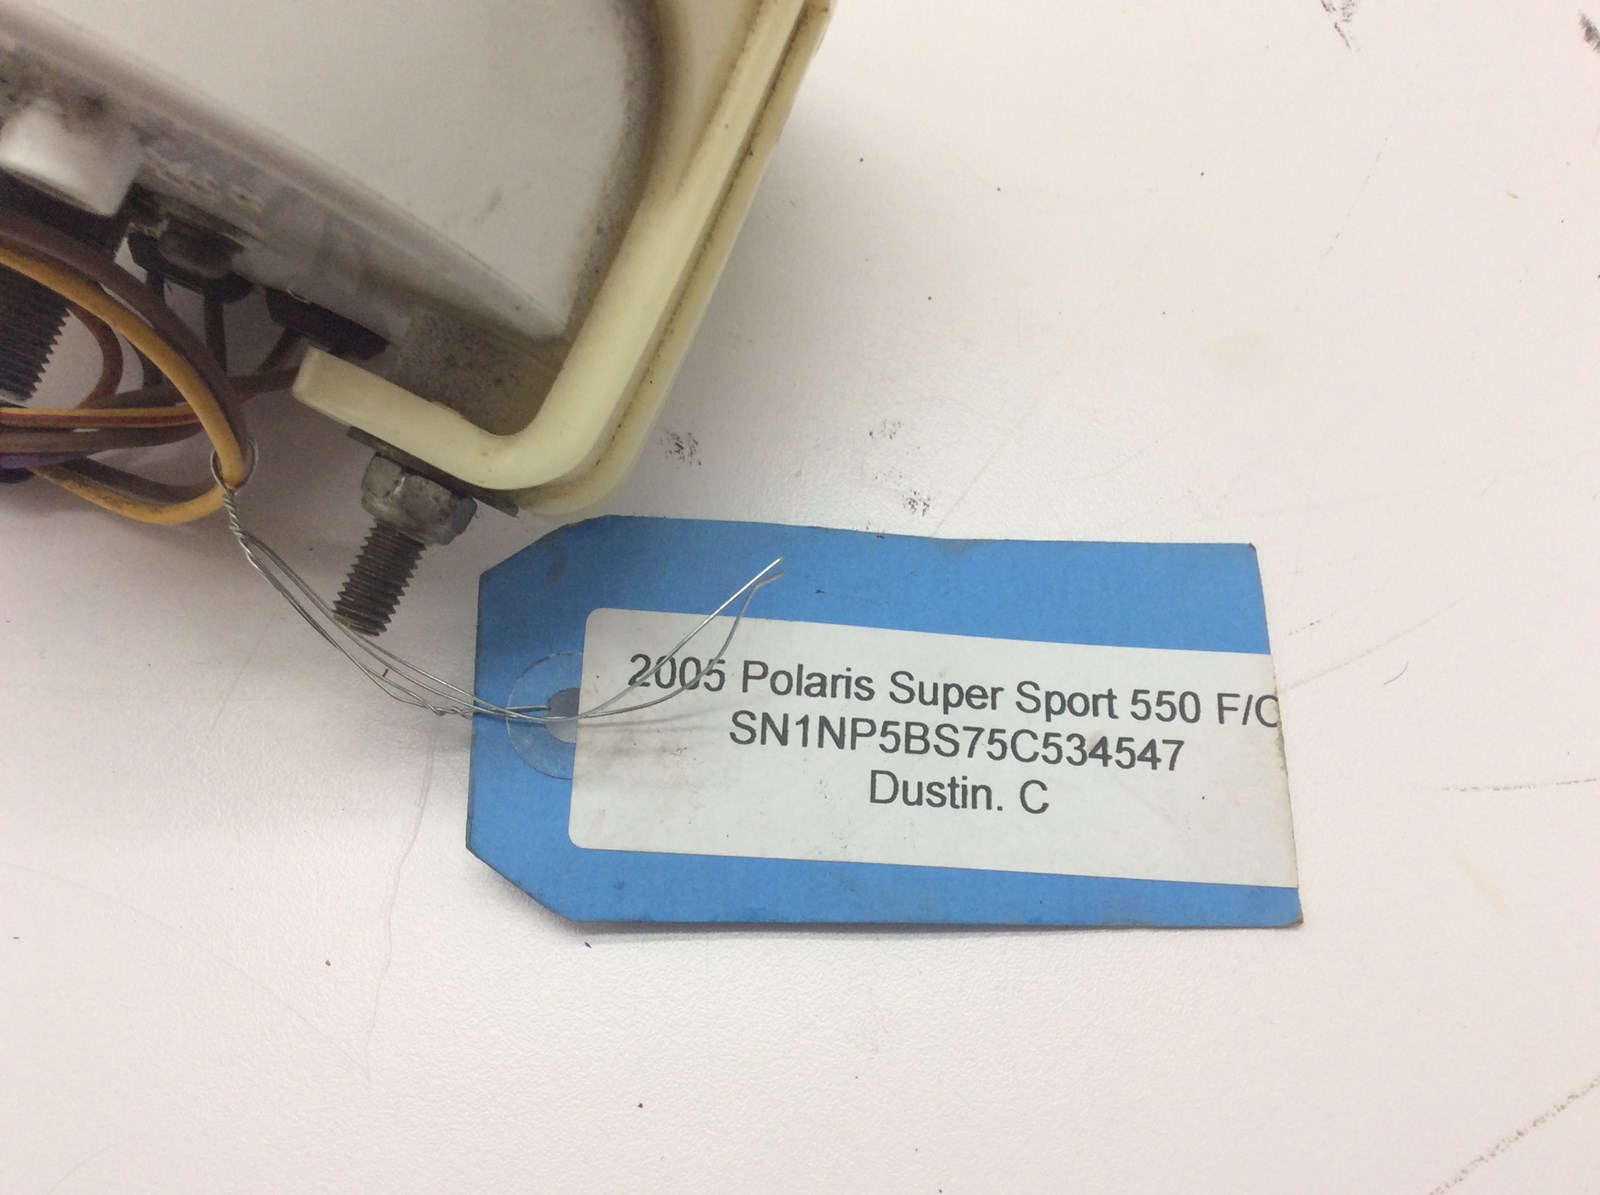 2005 Polaris Super Sport 550 F/C
SN1NP5BS75C534547
Dustin. C